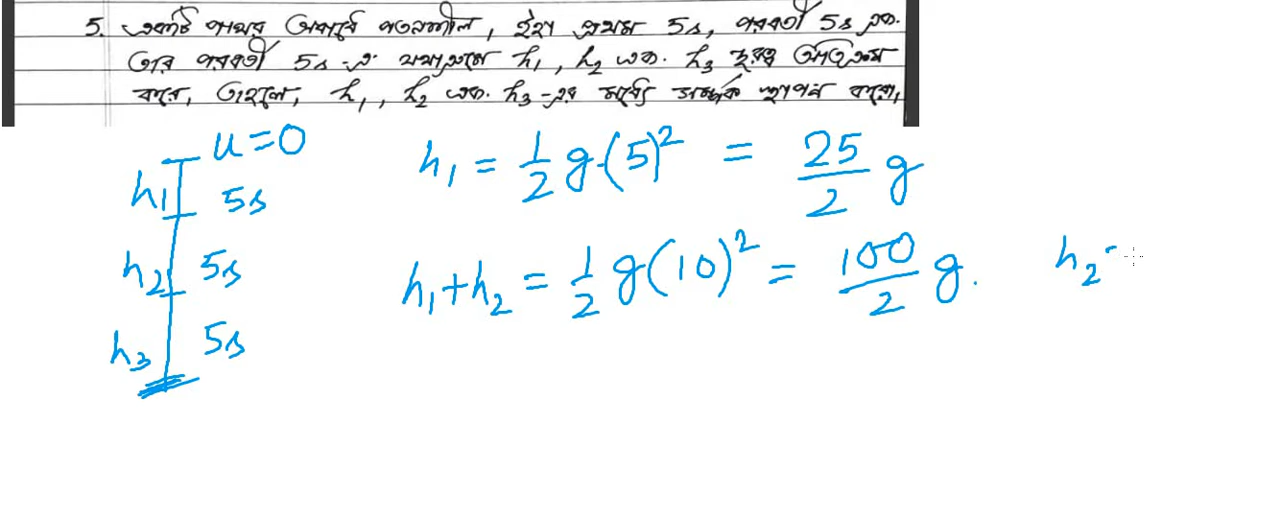 5. একটি পাথর অবাধে পতনশীল, ইহা প্রথম 5s, পরবর্তী 5s এবং
তার পরবর্তী 5s-এ যথাক্রমে h₁, h₂ এবং h₃ দূরত্ব অতিক্রম
করে, তাহলে, h₁, h₂ এবং h₃-এর মধ্যে সম্পর্ক স্থাপন করো,
u=0
h₁ 5s
h₁ = 1/2 g(5)² = 25/2 g
h₂ 5s
h₁+h₂ = 1/2 g(10)² = 100/2 g.
h₂ -
h₃ 5s